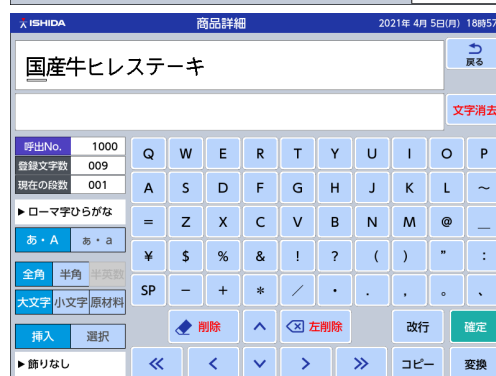 ISHIDA 商品詳細 2021年 4月 5日(月) 18時57
国産牛ヒレステーキ
戻る
文字消去
呼出No. 1000
登録文字数 009
現在の段数 001
▶ローマ字ひらがな
あ・A あ・a
全角 半角 半英数
大文字 小文字 原材料
挿入 選択
▶飾りなし
Q W E R T Y U I O P
A S D F G H J K L ~
= Z X C V B N M @ _
¥ $ % & ! ? ( ) " :
SP - + * / ・ . , 。 、
削除 ^ 左削除 改行 確定
« < ∨ > » コピー 変換